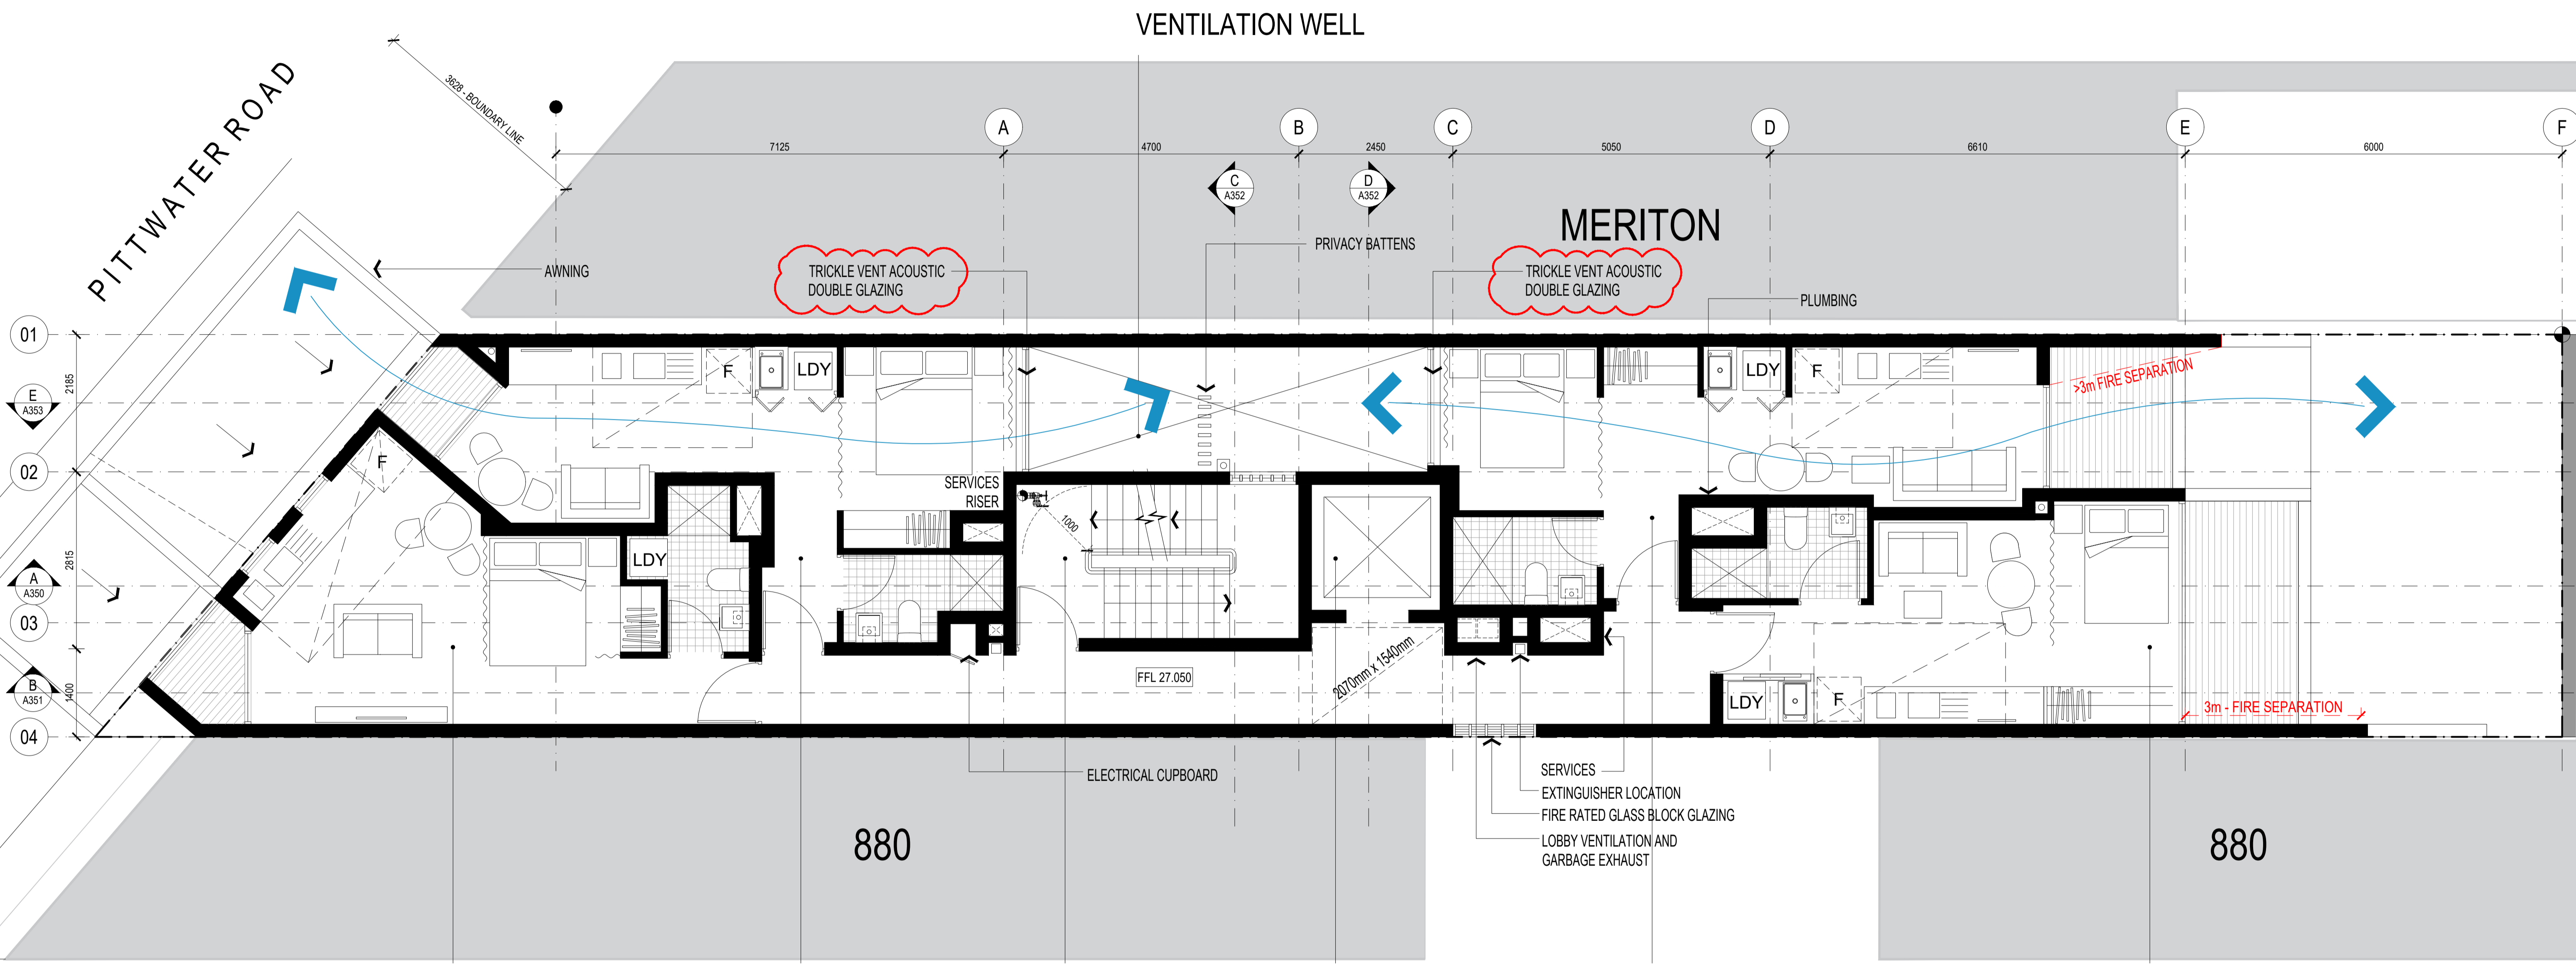 VENTILATION WELL
PITTWATER ROAD
3628 - BOUNDARY LINE
A
B
C
D
E
F
7125
4700
2450
5050
6610
6000
C
A352
D
A352
MERITON
AWNING
TRICKLE VENT ACOUSTIC
DOUBLE GLAZING
PRIVACY BATTENS
TRICKLE VENT ACOUSTIC
DOUBLE GLAZING
PLUMBING
01
2185
E
A353
02
2815
A
A350
03
B
A351
1400
04
F
LDY
LDY
F
>3m FIRE SEPARATION
F
SERVICES
RISER
1000
LDY
FFL 27.050
2070mm x 1540mm
LDY
F
3m - FIRE SEPARATION
ELECTRICAL CUPBOARD
SERVICES
EXTINGUISHER LOCATION
FIRE RATED GLASS BLOCK GLAZING
LOBBY VENTILATION AND
GARBAGE EXHAUST
880
880